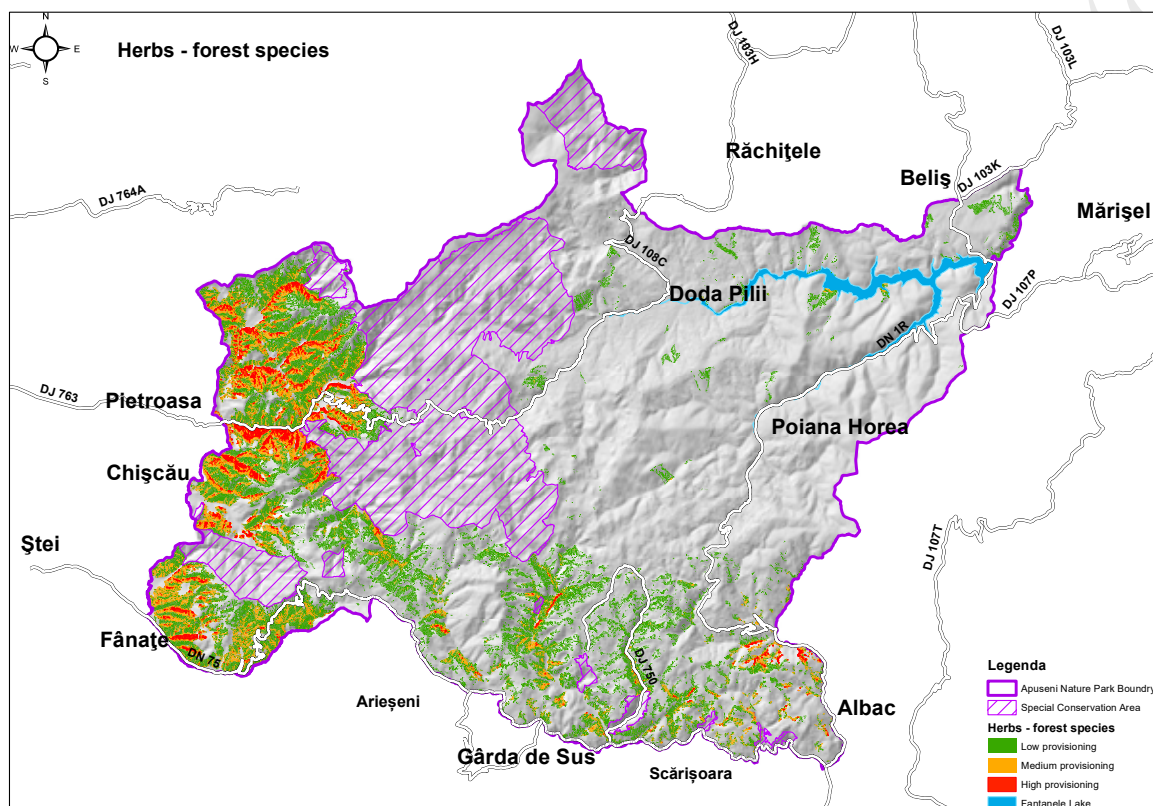 N
W E
S
Herbs - forest species
DJ 103H
DJ 103L
Răchiţele
Beliş
DJ 103K
DJ 764A
Mărişel
DJ 108C
Doda Pilii
DJ 107P
DN 1R
DJ 763
Pietroasa
Poiana Horea
Chişcău
Ştei
DJ 107T
Fânaţe
DN 75
DJ 750
Arieșeni
Albac
Gârda de Sus
Scărișoara
Legenda
Apuseni Nature Park Boundry
Special Conservation Area
Herbs - forest species
Low provisioning
Medium provisioning
High provisioning
Fantanele Lake